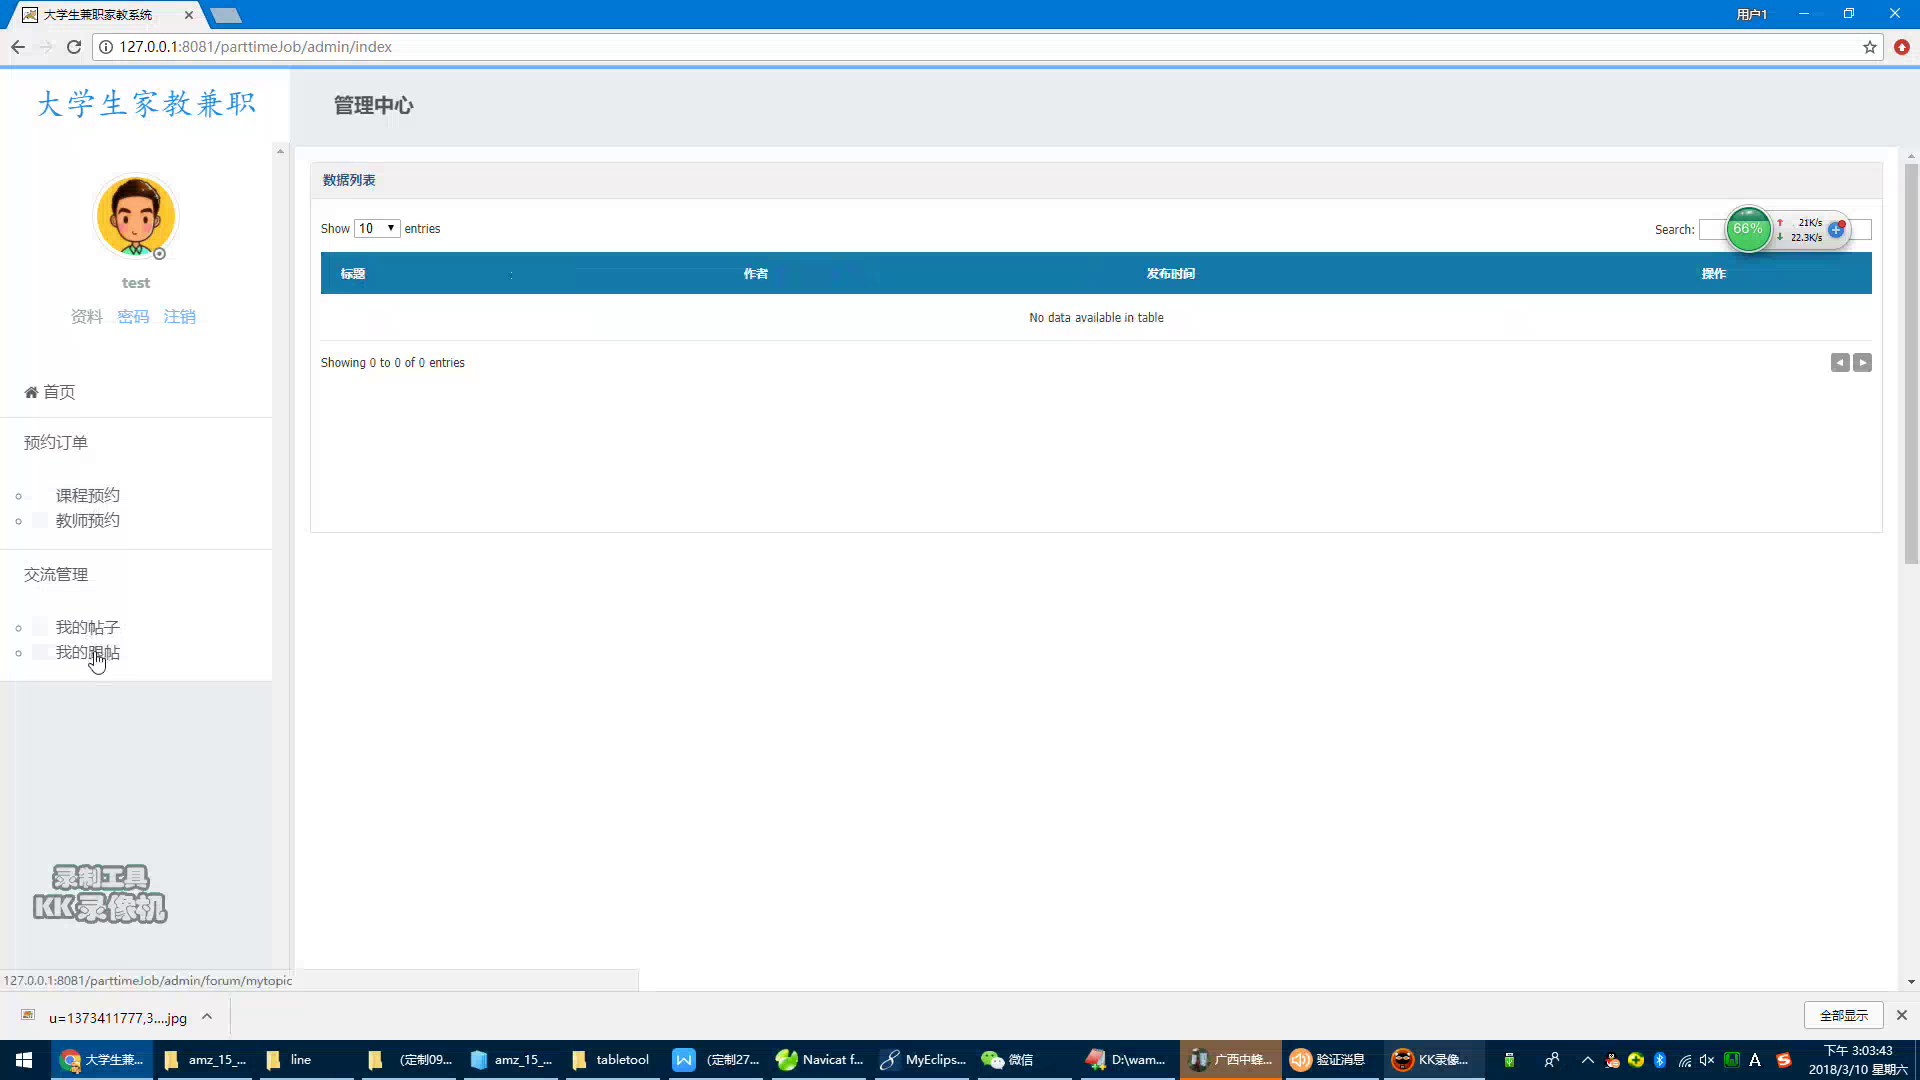 大学生兼职家教系统
用户1
127.0.0.1:8081/parttimeJob/admin/index
大学生家教兼职
管理中心
test
资料 密码 注销
首页
预约订单
课程预约
教师预约
交流管理
我的帖子
我的跟帖
数据列表
Show 10 entries
Search:
66%
21K/s
22.3K/s
标题 作者 发布时间 操作
No data available in table
Showing 0 to 0 of 0 entries
录制工具
KK录像机
127.0.0.1:8081/parttimeJob/admin/forum/mytopic
u=1373411777,3....jpg
全部显示
大学生兼...
amz_15_...
line
(定制09...
amz_15_...
tabletool
(定制27...
Navicat f...
MyEclips...
微信
D:\wam...
广西中蜂...
验证消息
KK录像...
下午 3:03:43
2018/3/10 星期六